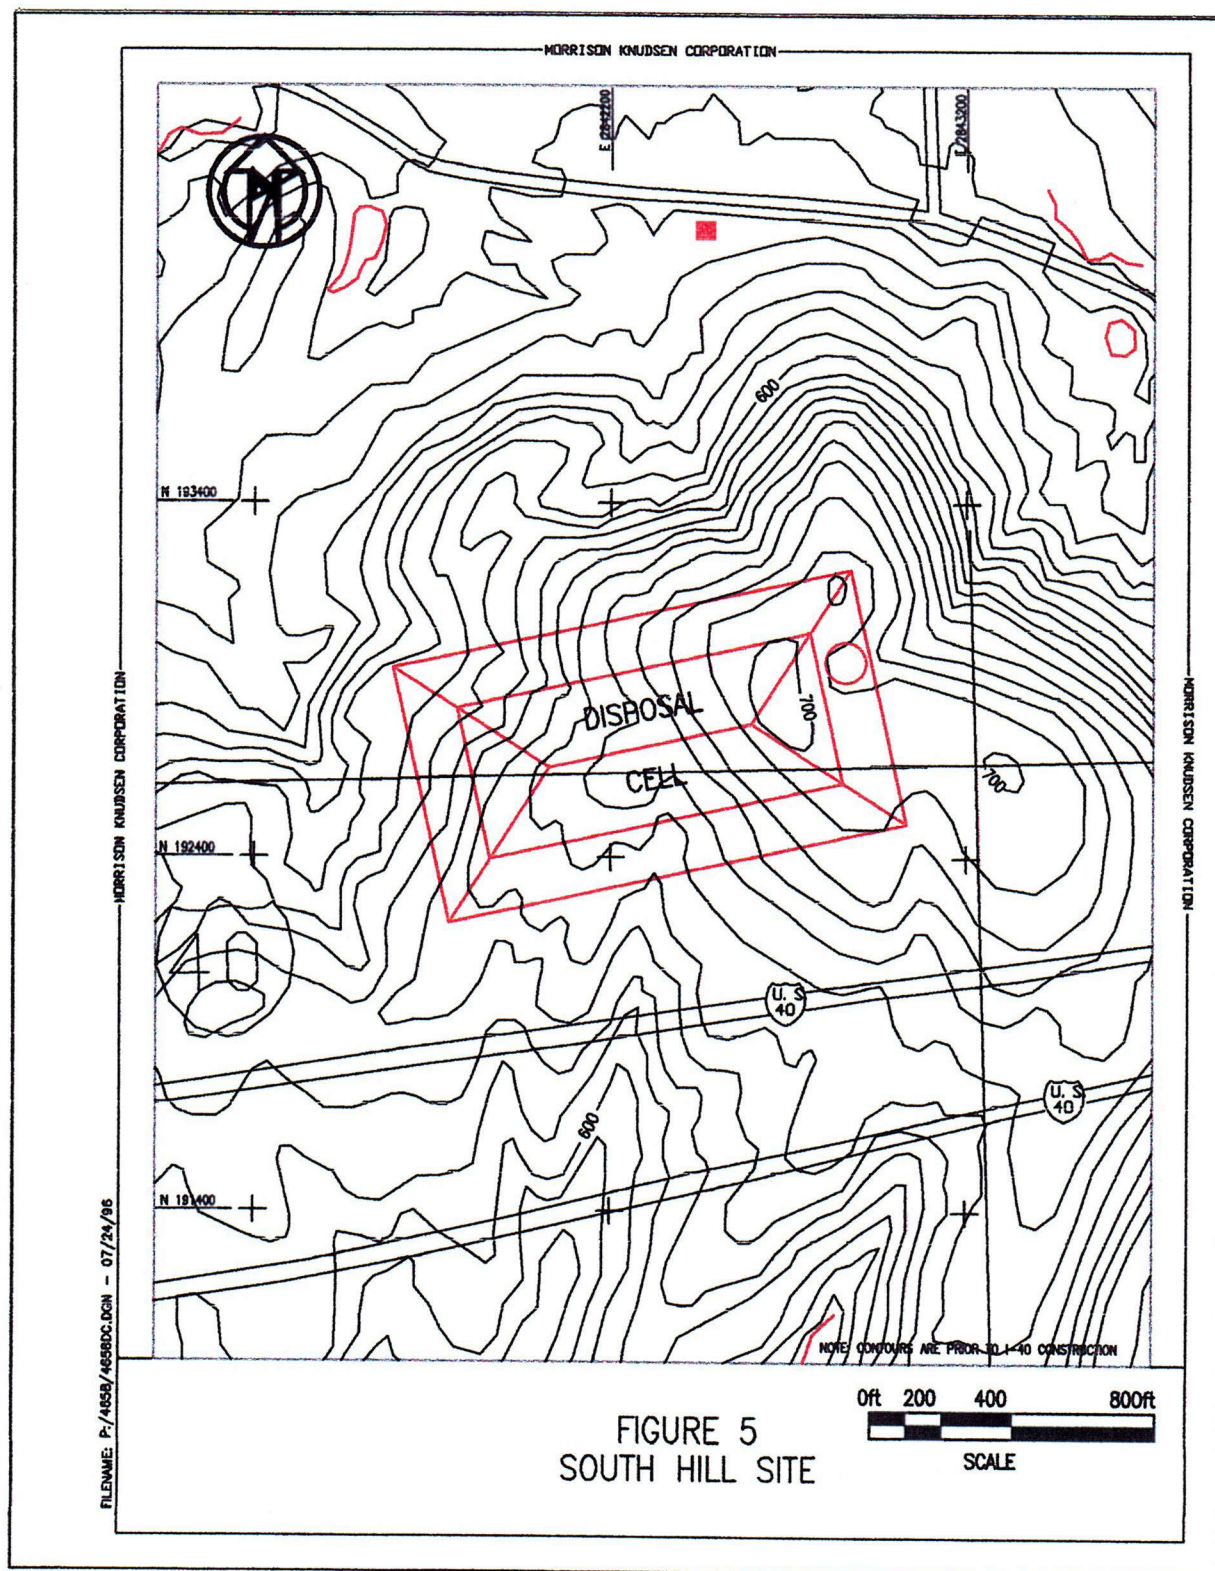 MORRISON KNUDSEN CORPORATION
E 2842200
E 2843200
N
600
N 193400
MORRISON KNUDSEN CORPORATION
MORRISON KNUDSEN CORPORATION
DISPOSAL
700
CELL
700
N 192400
40
U. S
40
U. S
40
600
N 191400
NOTE: CONTOURS ARE PRIOR TO I-40 CONSTRUCTION
FILENAME: P:/4658/4658DC.DGN - 07/24/96
0ft 200 400 800ft
SCALE
FIGURE 5
SOUTH HILL SITE